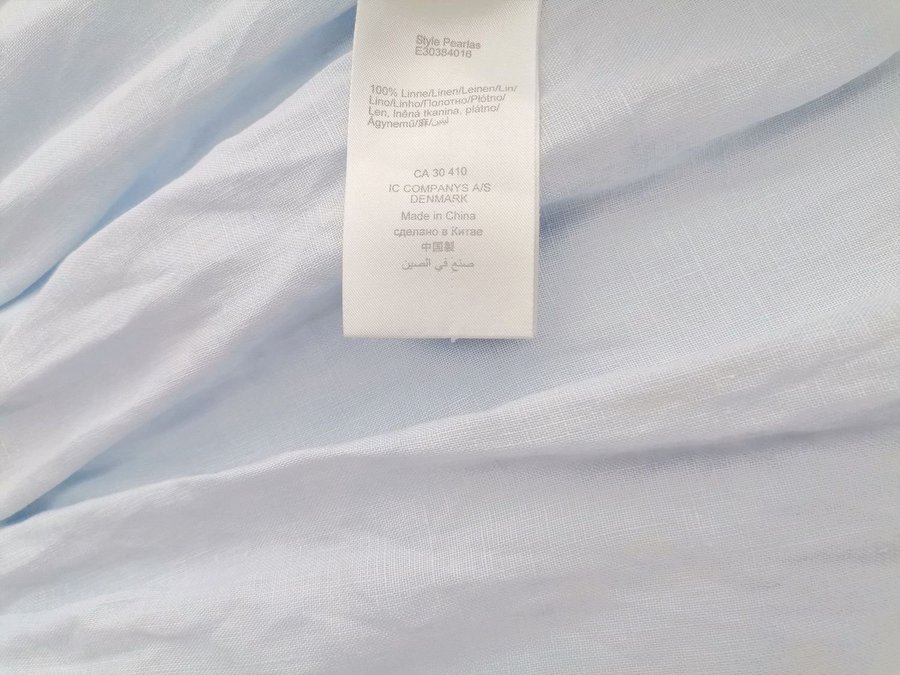 Style Pearlas
E30384016
100% Linne/Linen/Leinen/Lin/
Lino/Linho/Полотно/Płótno/
Len, lněná tkanina, plátno/
Ágynemű/麻/لينين
CA 30 410
IC COMPANYS A/S
DENMARK
Made in China
сделано в Китае
中国製
صنع في الصين